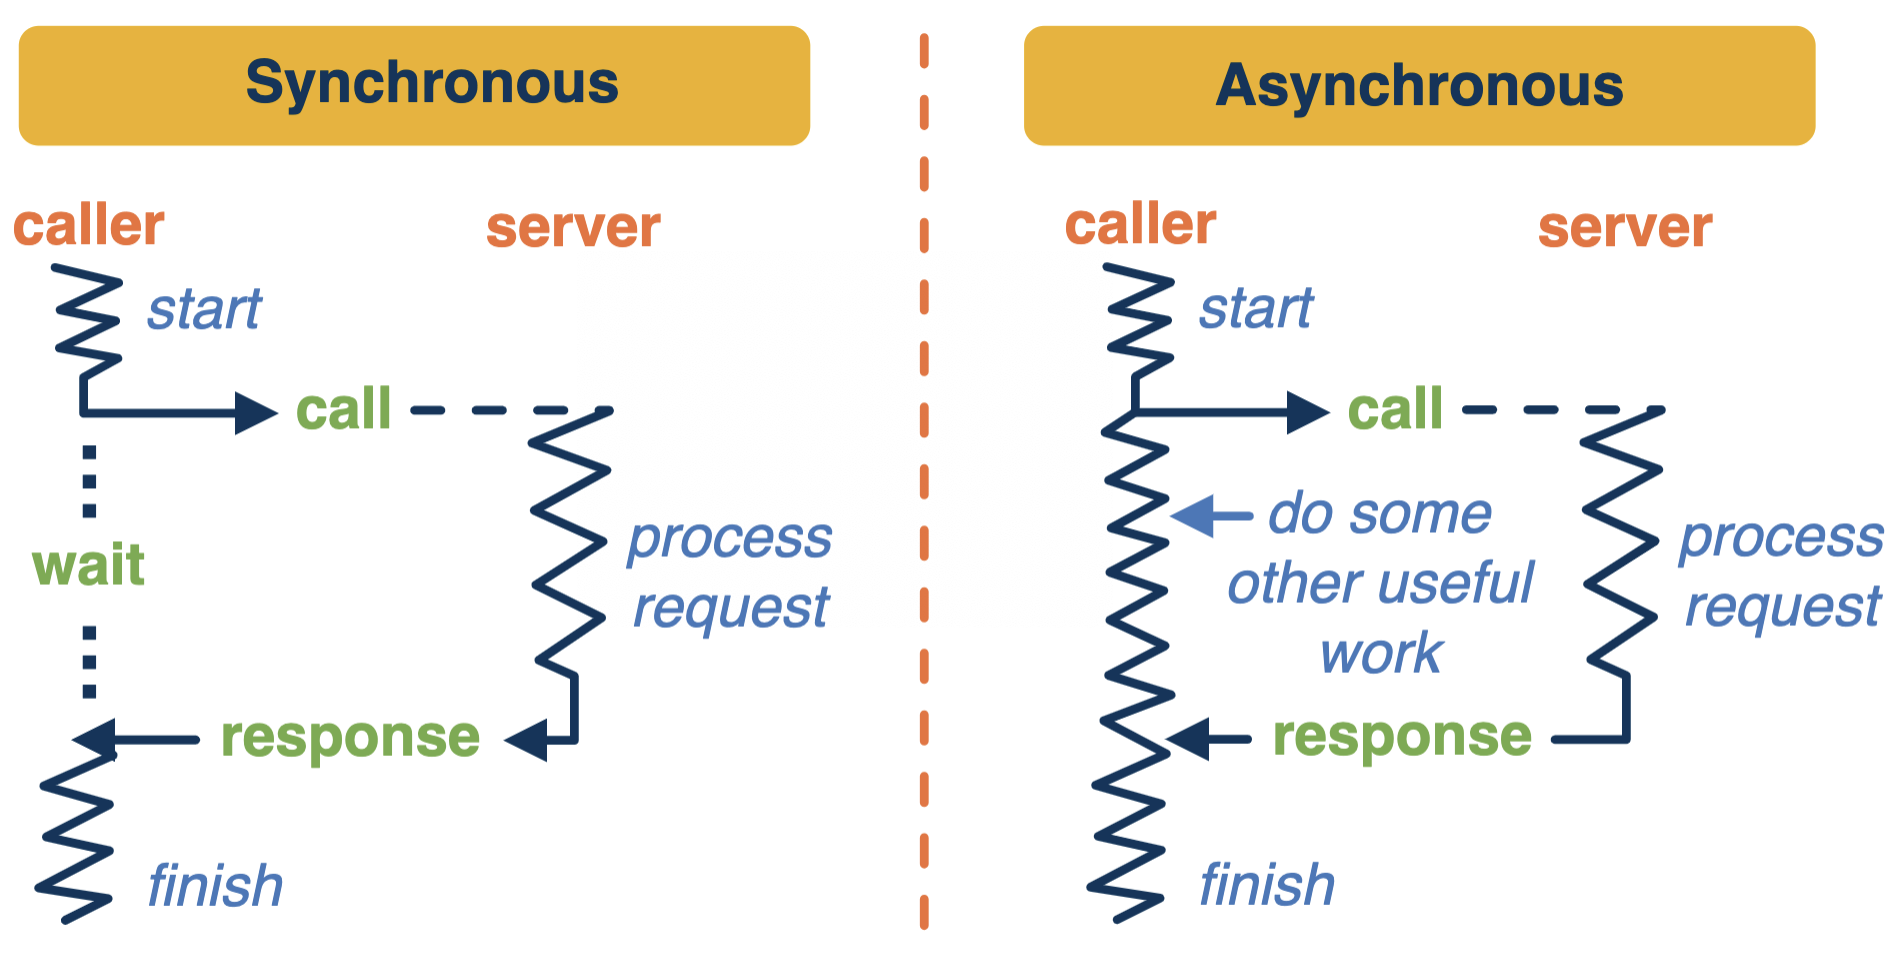 Synchronous
caller
server
start
call
wait
process
request
response
finish
Asynchronous
caller
server
start
call
do some
other useful
work
process
request
response
finish